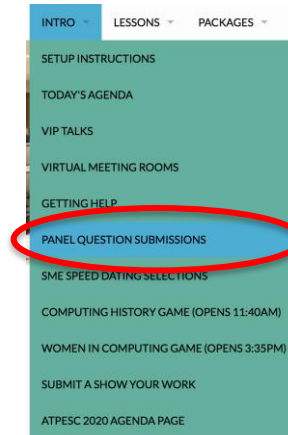 INTRO LESSONS PACKAGES
SETUP INSTRUCTIONS
TODAY'S AGENDA
VIP TALKS
VIRTUAL MEETING ROOMS
GETTING HELP
PANEL QUESTION SUBMISSIONS
SME SPEED DATING SELECTIONS
COMPUTING HISTORY GAME (OPENS 11:40AM)
WOMEN IN COMPUTING GAME (OPENS 3:35PM)
SUBMIT A SHOW YOUR WORK
ATPESC 2020 AGENDA PAGE